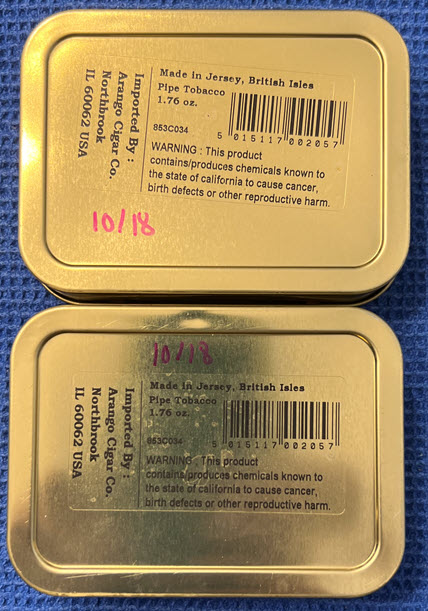 Imported By :
Arango Cigar Co.
Northbrook
IL 60062 USA
Made in Jersey, British Isles
Pipe Tobacco
1.76 oz.
853C034
5 015117 002057
WARNING : This product
contains/produces chemicals known to
the state of california to cause cancer,
birth defects or other reproductive harm.
10/18
10/18
Imported By :
Arango Cigar Co.
Northbrook
IL 60062 USA
Made in Jersey, British Isles
Pipe Tobacco
1.76 oz.
853C034
5 015117 002057
WARNING : This product
contains/produces chemicals known to
the state of california to cause cancer,
birth defects or other reproductive harm.